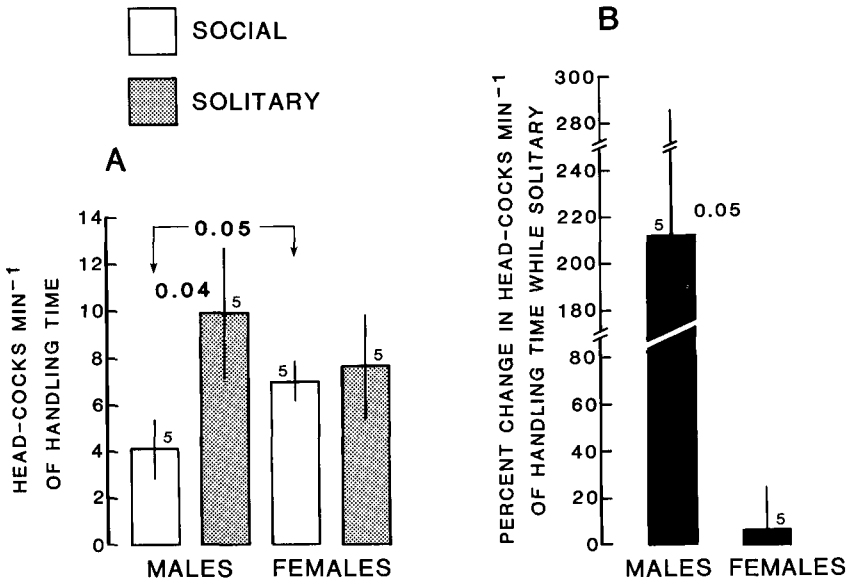 SOCIAL
SOLITARY
A
HEAD-COCKS MIN⁻¹
OF HANDLING TIME
14
12
10
8
6
4
2
0
0.05
0.04
5
5
5
5
MALES FEMALES
B
PERCENT CHANGE IN HEAD-COCKS MIN⁻¹
OF HANDLING TIME WHILE SOLITARY
300
280
240
220
200
180
80
60
40
20
0
5
0.05
5
MALES FEMALES